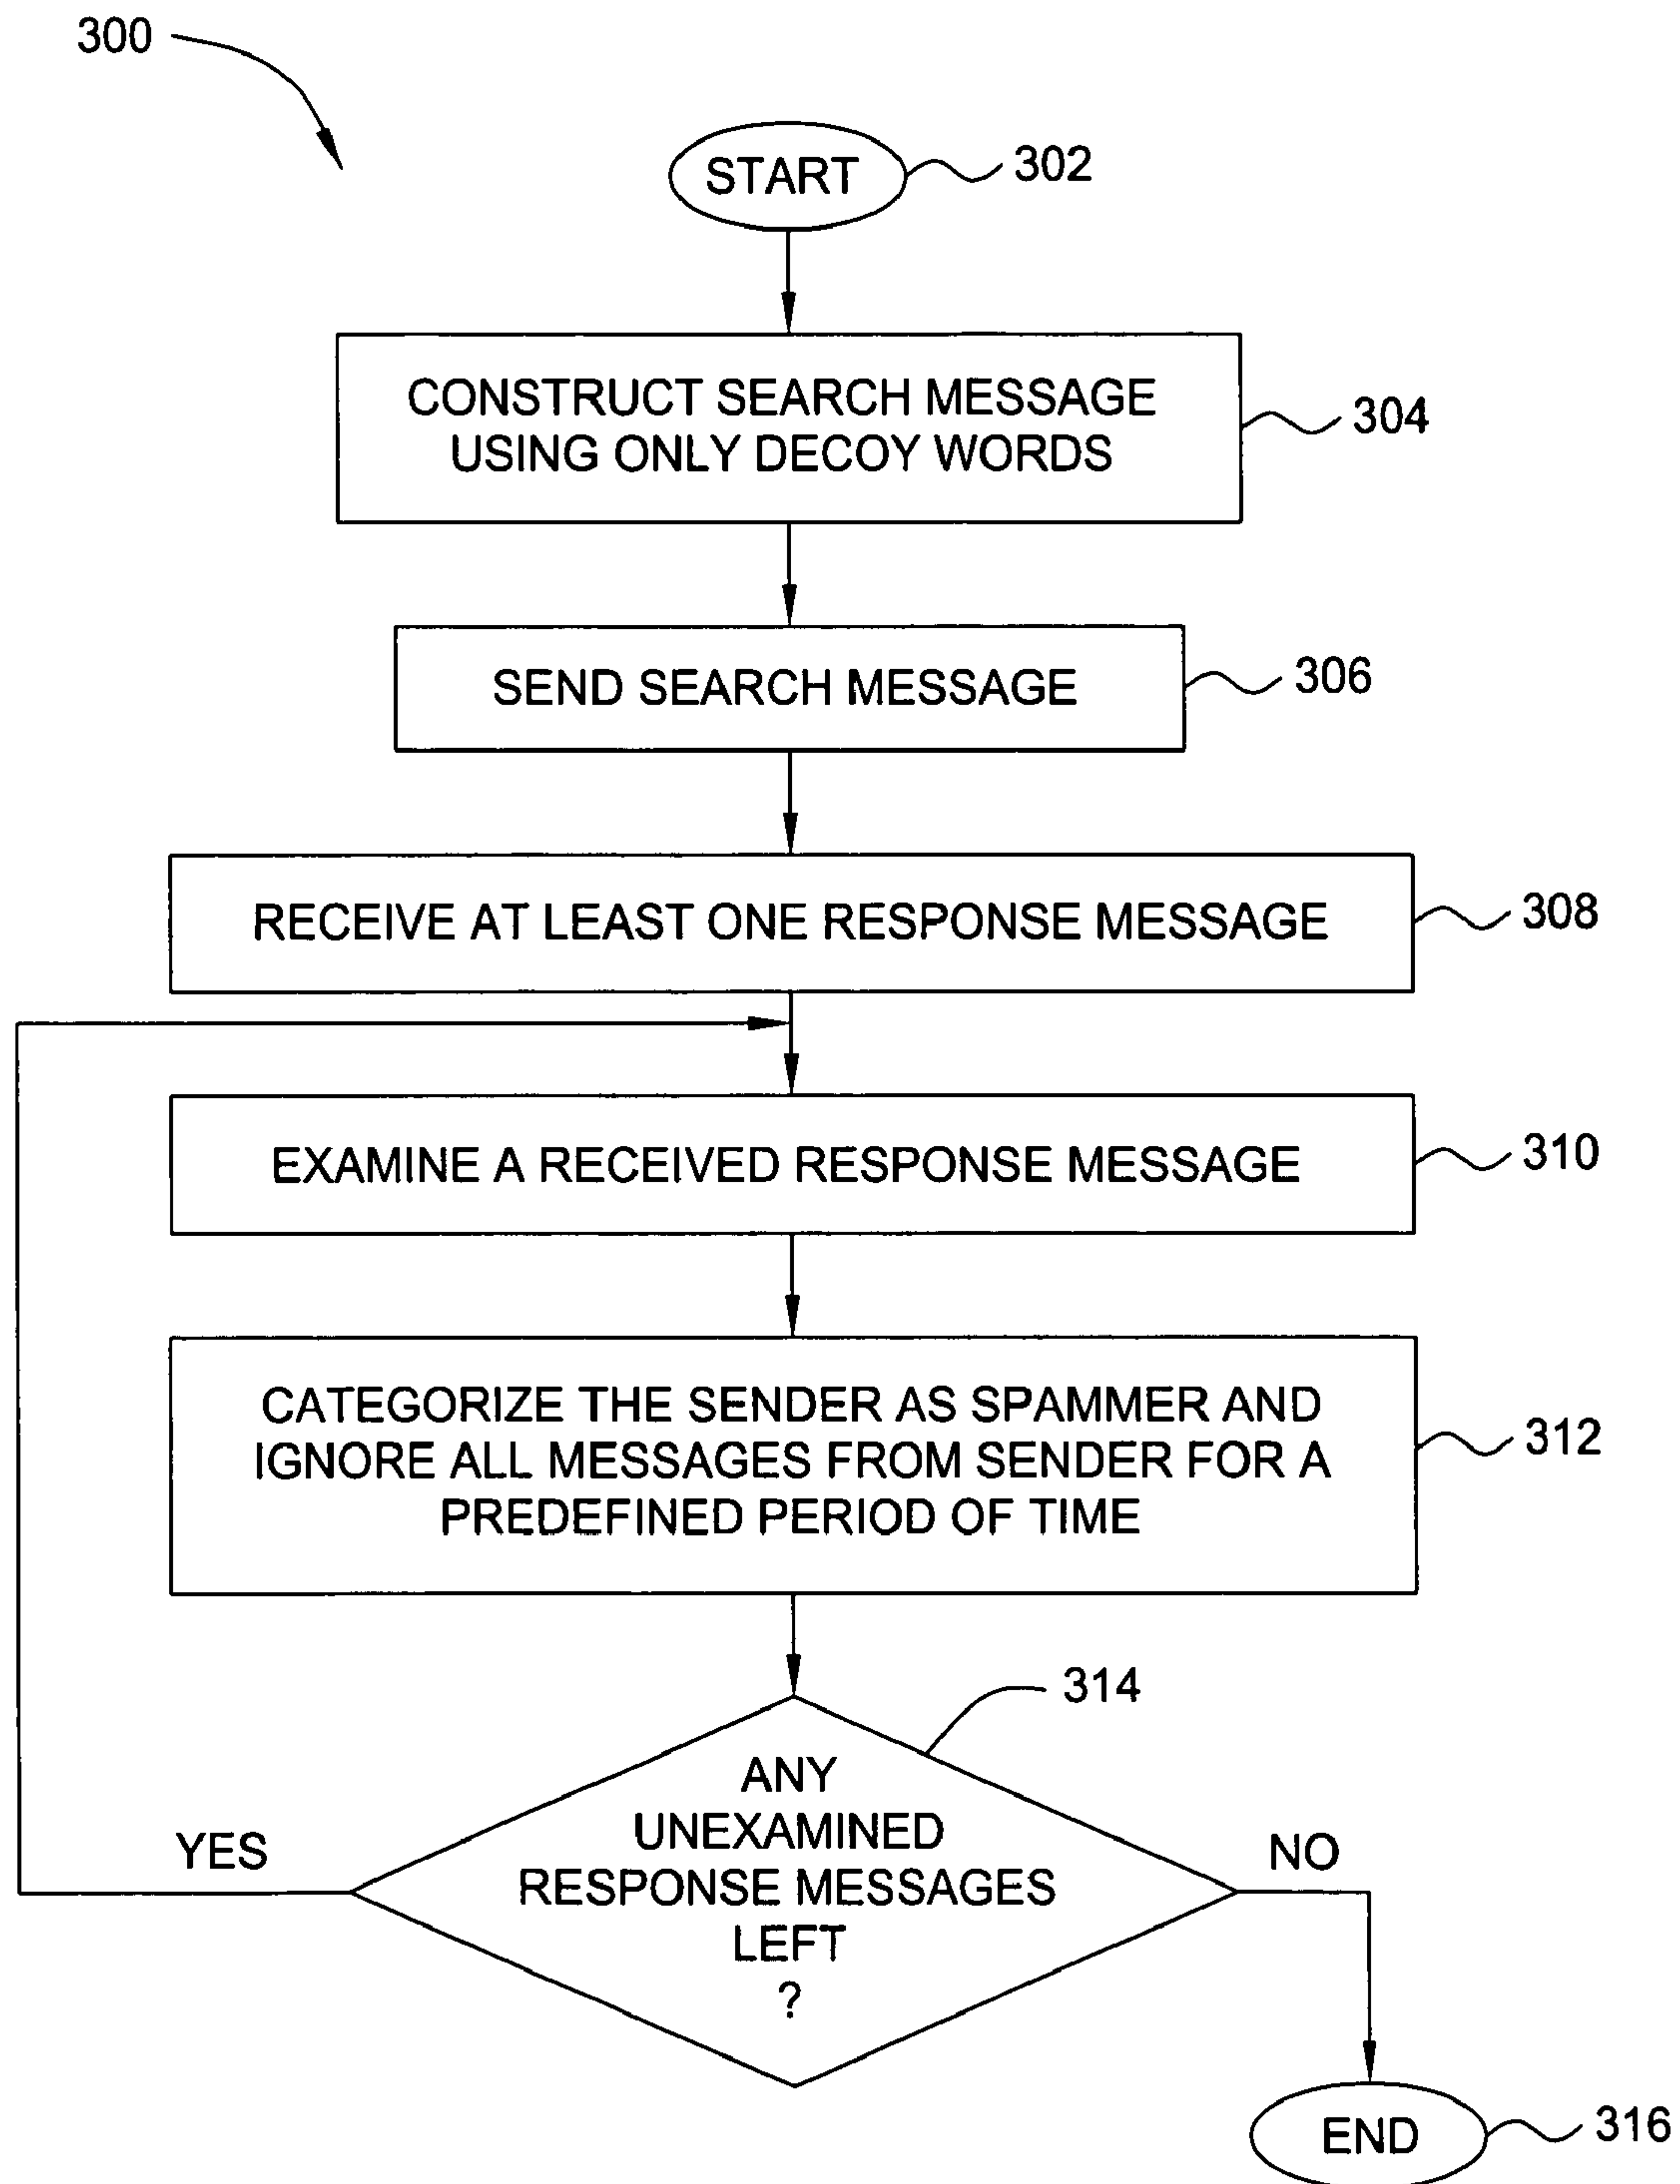 300
START
302
CONSTRUCT SEARCH MESSAGE
USING ONLY DECOY WORDS
304
SEND SEARCH MESSAGE
306
RECEIVE AT LEAST ONE RESPONSE MESSAGE
308
EXAMINE A RECEIVED RESPONSE MESSAGE
310
CATEGORIZE THE SENDER AS SPAMMER AND
IGNORE ALL MESSAGES FROM SENDER FOR A
PREDEFINED PERIOD OF TIME
312
314
ANY
UNEXAMINED
RESPONSE MESSAGES
LEFT
?
YES
NO
END
316